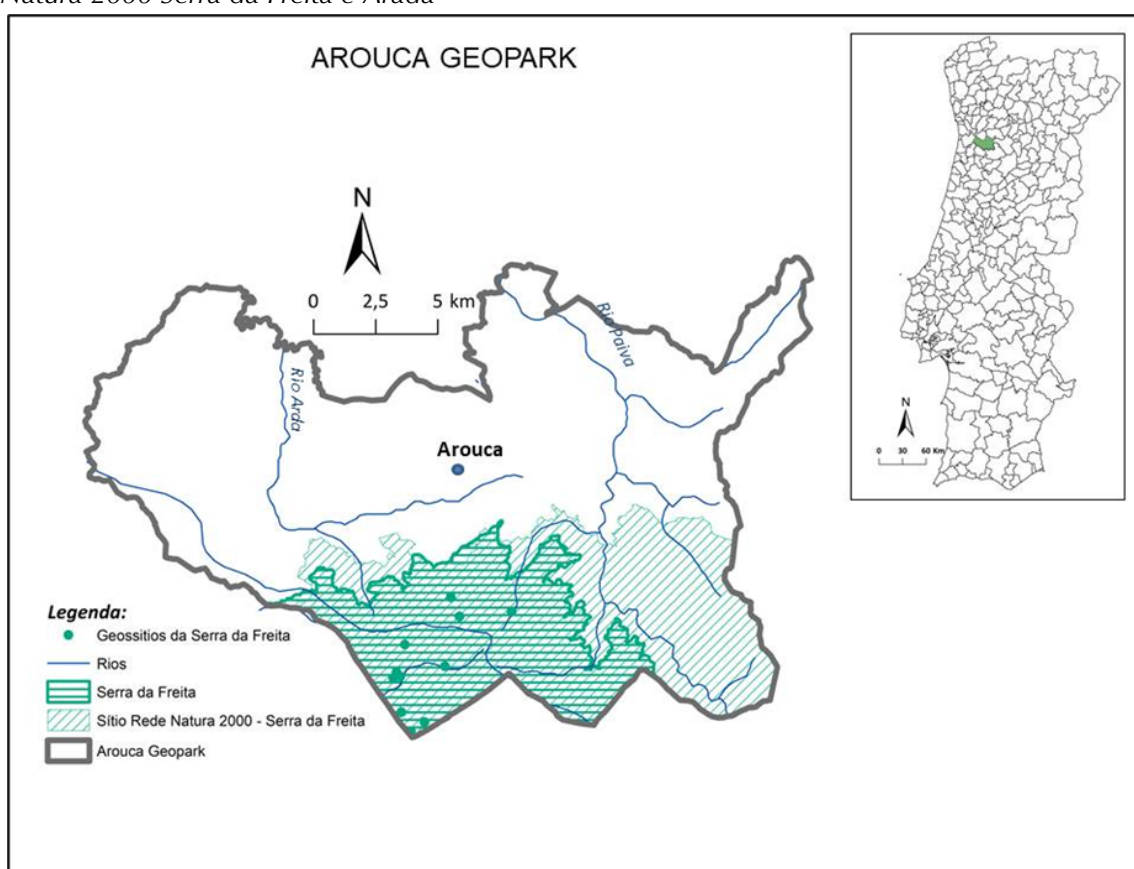 Natura 2000 Serra da Freita e Arada
AROUCA GEOPARK
N
0 2,5 5 km
Rio Paiva
Rio Arda
Arouca
Legenda:
Geossitios da Serra da Freita
Rios
Serra da Freita
Sítio Rede Natura 2000 - Serra da Freita
Arouca Geopark
N
0 30 60 Km